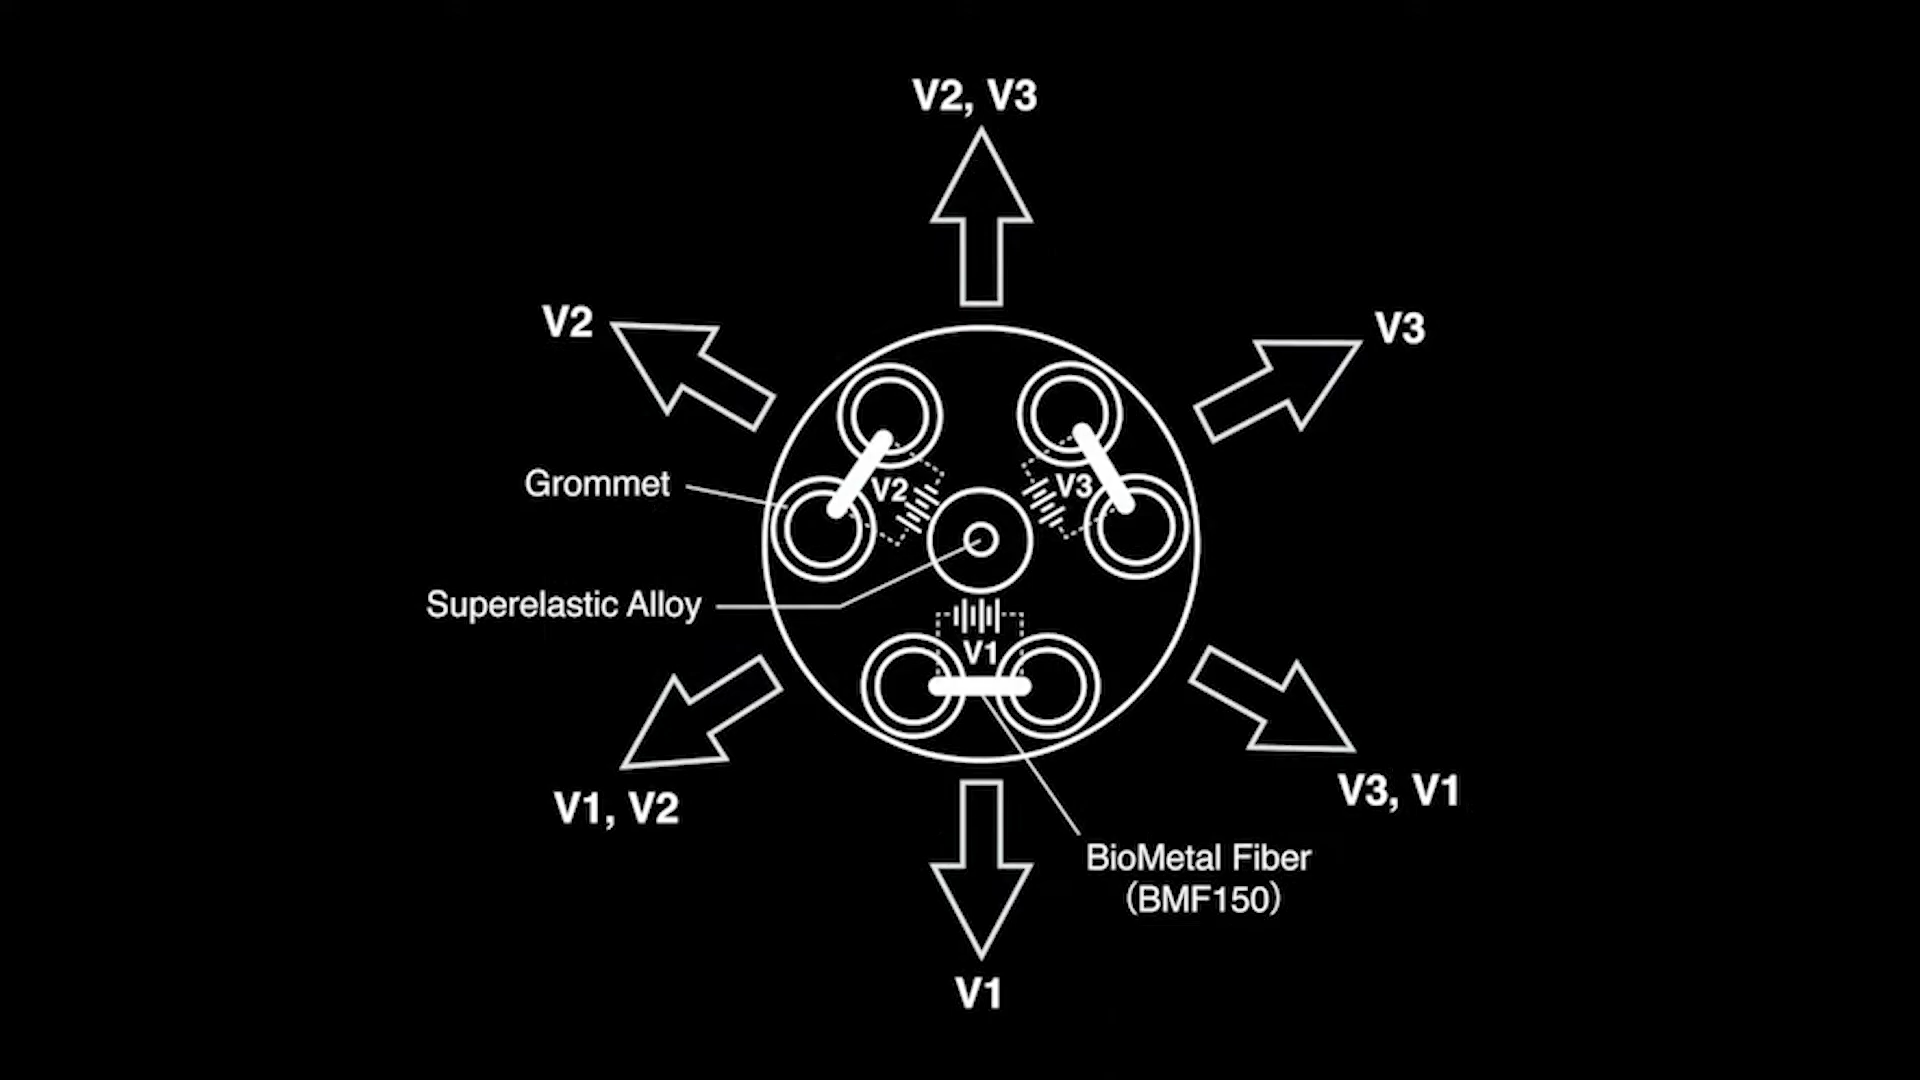 V2, V3
V2
V3
Grommet
V2
V3
Superelastic Alloy
V1
V1, V2
V3, V1
BioMetal Fiber
(BMF150)
V1